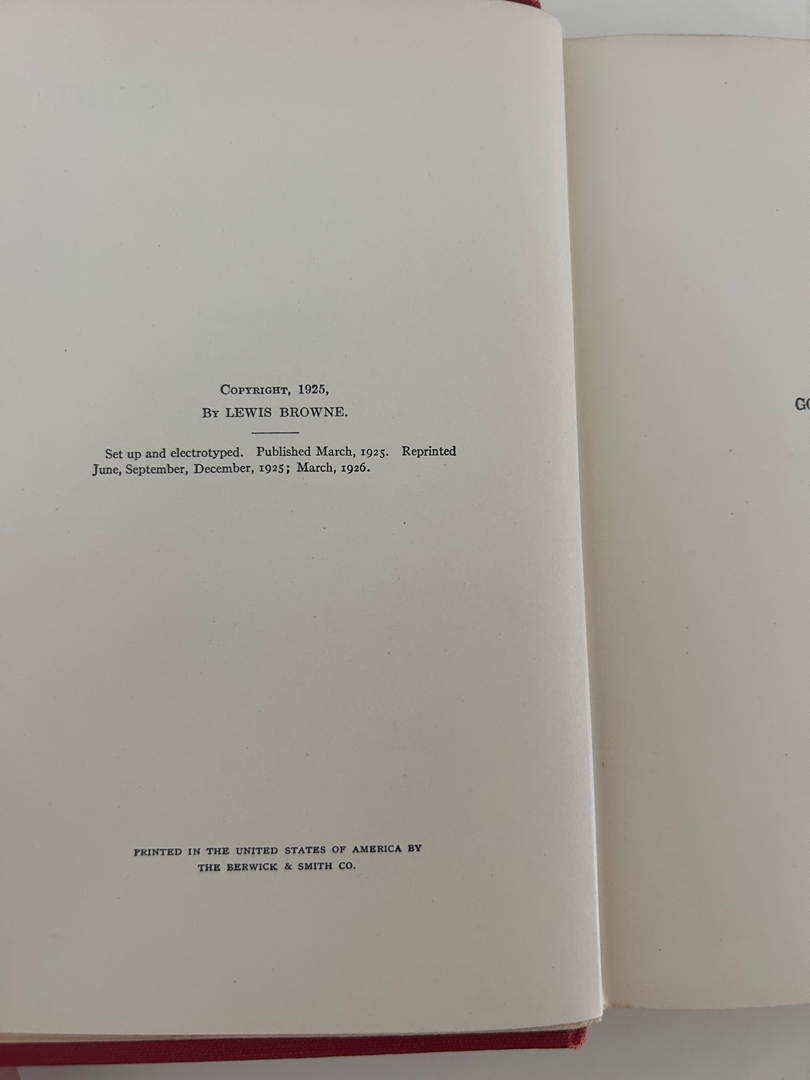 COPYRIGHT, 1925,
BY LEWIS BROWNE.
Set up and electrotyped. Published March, 1925. Reprinted
June, September, December, 1925; March, 1926.
PRINTED IN THE UNITED STATES OF AMERICA BY
THE BERWICK & SMITH CO.